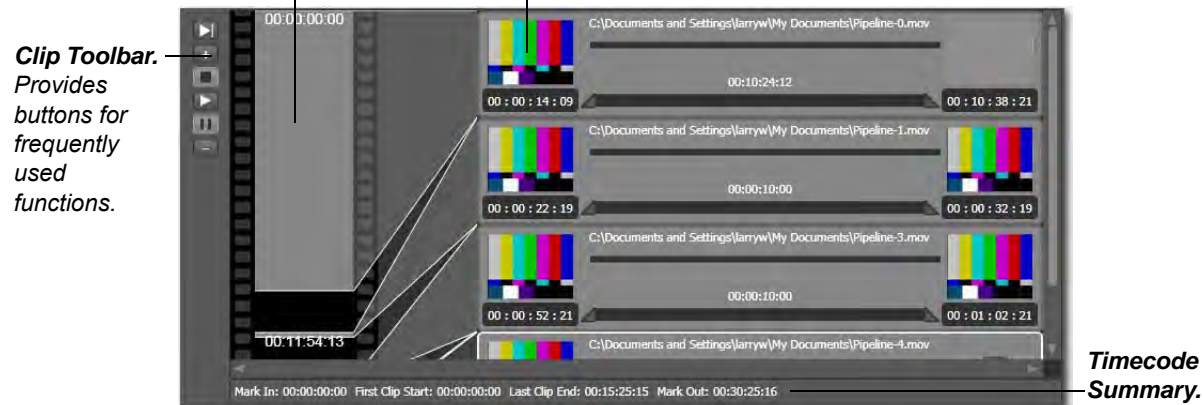 Clip Toolbar.
Provides
buttons for
frequently
used
functions.
00:00:00:00
00:11:54:13
C:\Documents and Settings\larryw\My Documents\Pipeline-0.mov
00:10:24:12
00 : 00 : 14 : 09
00 : 10 : 38 : 21
C:\Documents and Settings\larryw\My Documents\Pipeline-1.mov
00:00:10:00
00 : 00 : 22 : 19
00 : 00 : 32 : 19
C:\Documents and Settings\larryw\My Documents\Pipeline-3.mov
00:00:10:00
00 : 00 : 52 : 21
00 : 01 : 02 : 21
C:\Documents and Settings\larryw\My Documents\Pipeline-4.mov
Mark In: 00:00:00:00 First Clip Start: 00:00:00:00 Last Clip End: 00:15:25:15 Mark Out: 00:30:25:16
Timecode
Summary.